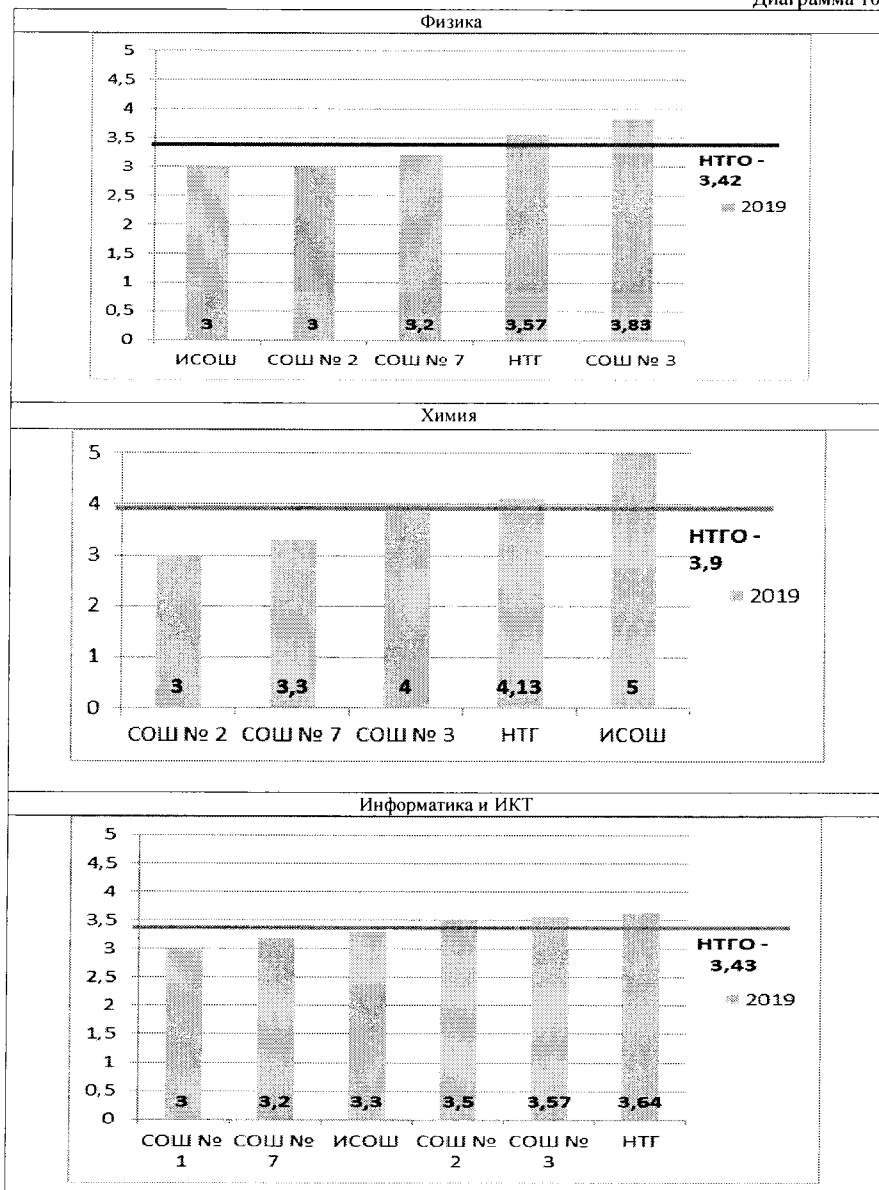 Диаграмма 10
Физика
5
4,5
4
3,5
3
2,5
2
1,5
1
0,5
0
НТГО -
3,42
2019
3 3 3,2 3,57 3,83
ИСОШ СОШ № 2 СОШ № 7 НТГ СОШ № 3
Химия
5
4
3
2
1
0
НТГО -
3,9
2019
3 3,3 4 4,13 5
СОШ № 2 СОШ № 7 СОШ № 3 НТГ ИСОШ
Информатика и ИКТ
5
4,5
4
3,5
3
2,5
2
1,5
1
0,5
0
НТГО -
3,43
2019
3 3,2 3,3 3,5 3,57 3,64
СОШ № СОШ № ИСОШ СОШ № СОШ № НТГ
1 7 2 3